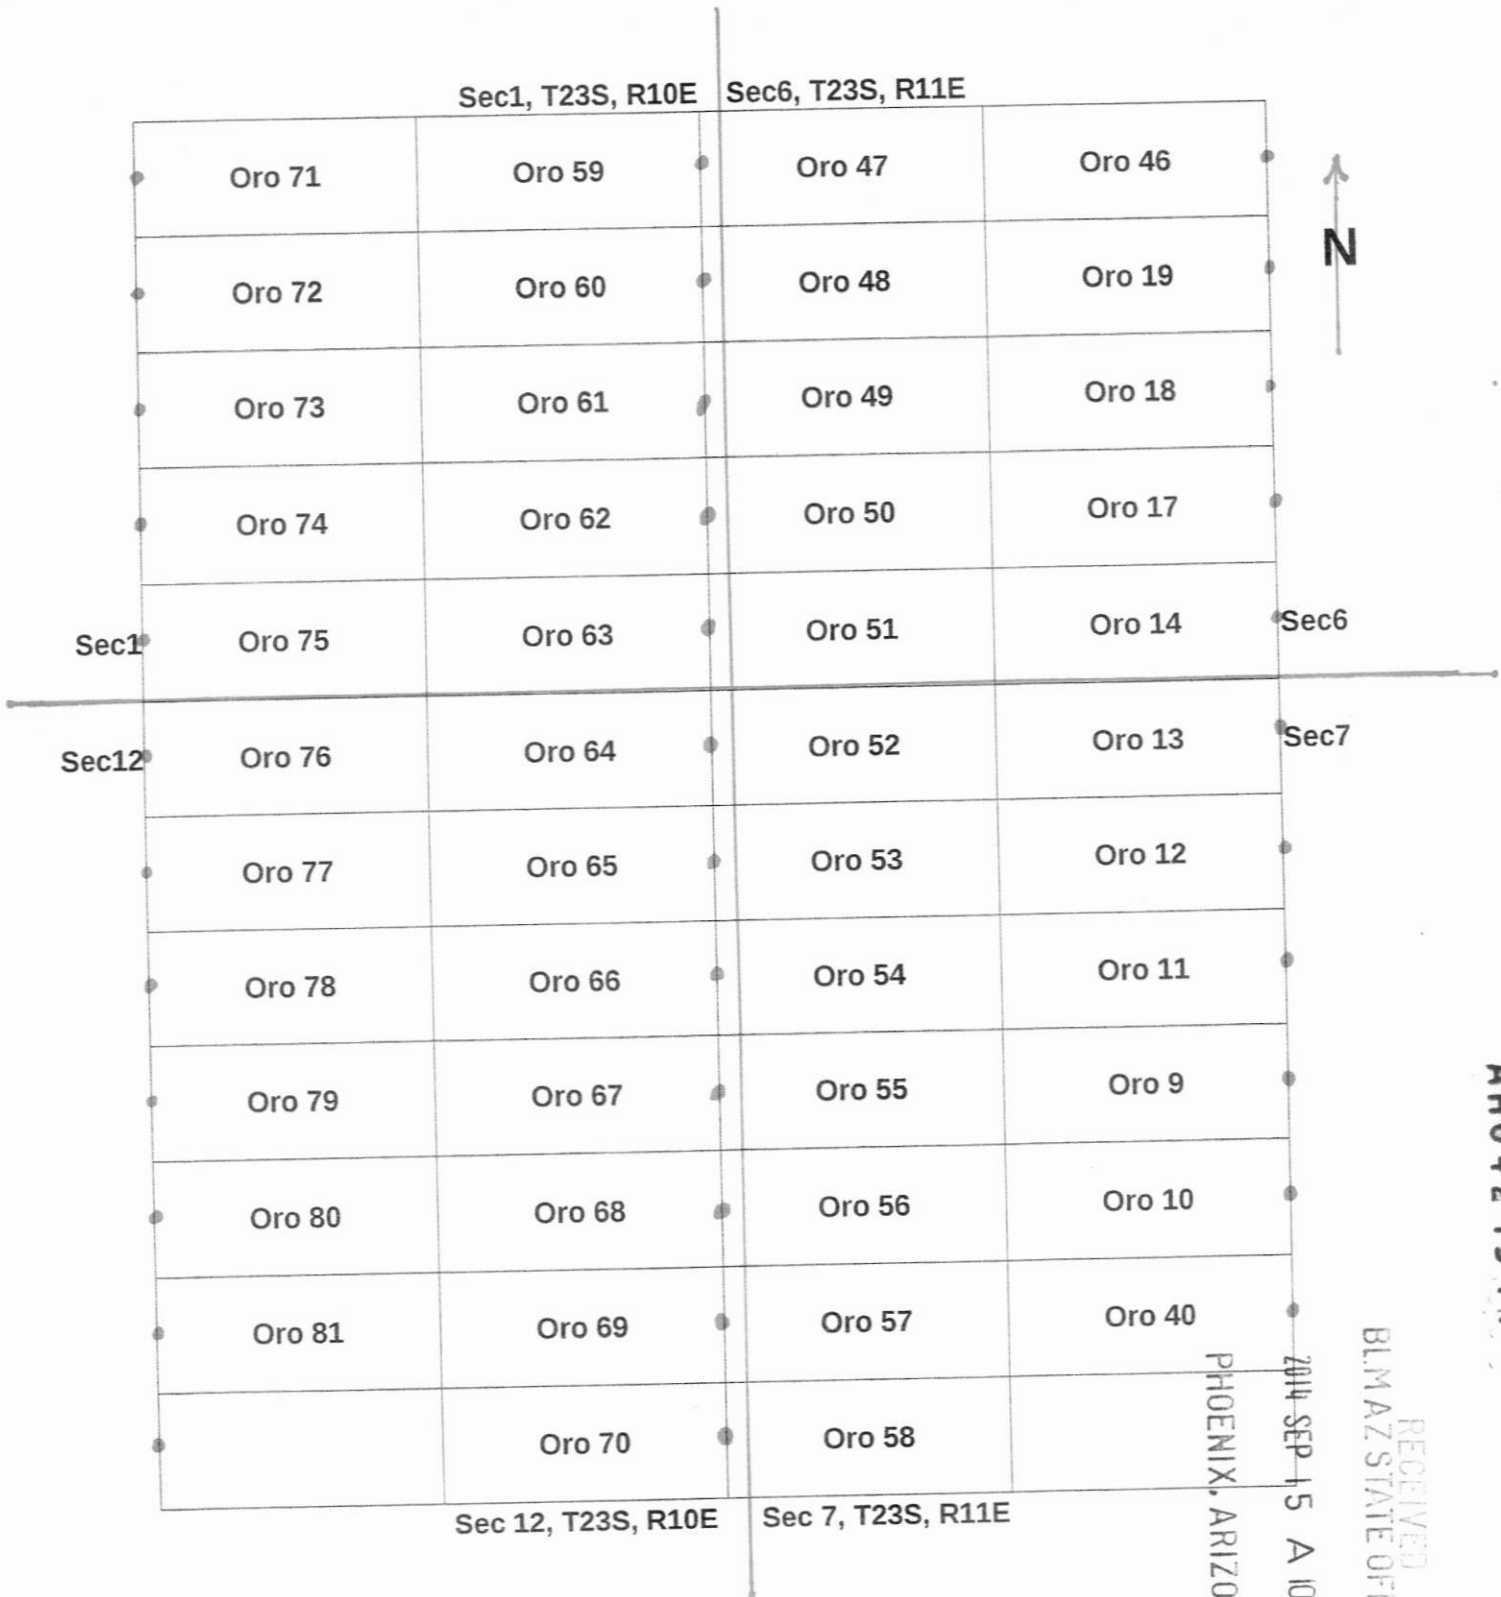 Sec1, T23S, R10E Sec6, T23S, R11E
Oro 71 Oro 59 Oro 47 Oro 46
N
Oro 72 Oro 60 Oro 48 Oro 19
Oro 73 Oro 61 Oro 49 Oro 18
Oro 74 Oro 62 Oro 50 Oro 17
Sec1 Oro 75 Oro 63 Oro 51 Oro 14 Sec6
Sec12 Oro 76 Oro 64 Oro 52 Oro 13 Sec7
Oro 77 Oro 65 Oro 53 Oro 12
Oro 78 Oro 66 Oro 54 Oro 11
Oro 79 Oro 67 Oro 55 Oro 9
Oro 80 Oro 68 Oro 56 Oro 10
Oro 81 Oro 69 Oro 57 Oro 40
Oro 70 Oro 58
Sec 12, T23S, R10E Sec 7, T23S, R11E
RECEIVED
BLM AZ STATE OF
2014 SEP 15 A 10
PHOENIX, ARIZO